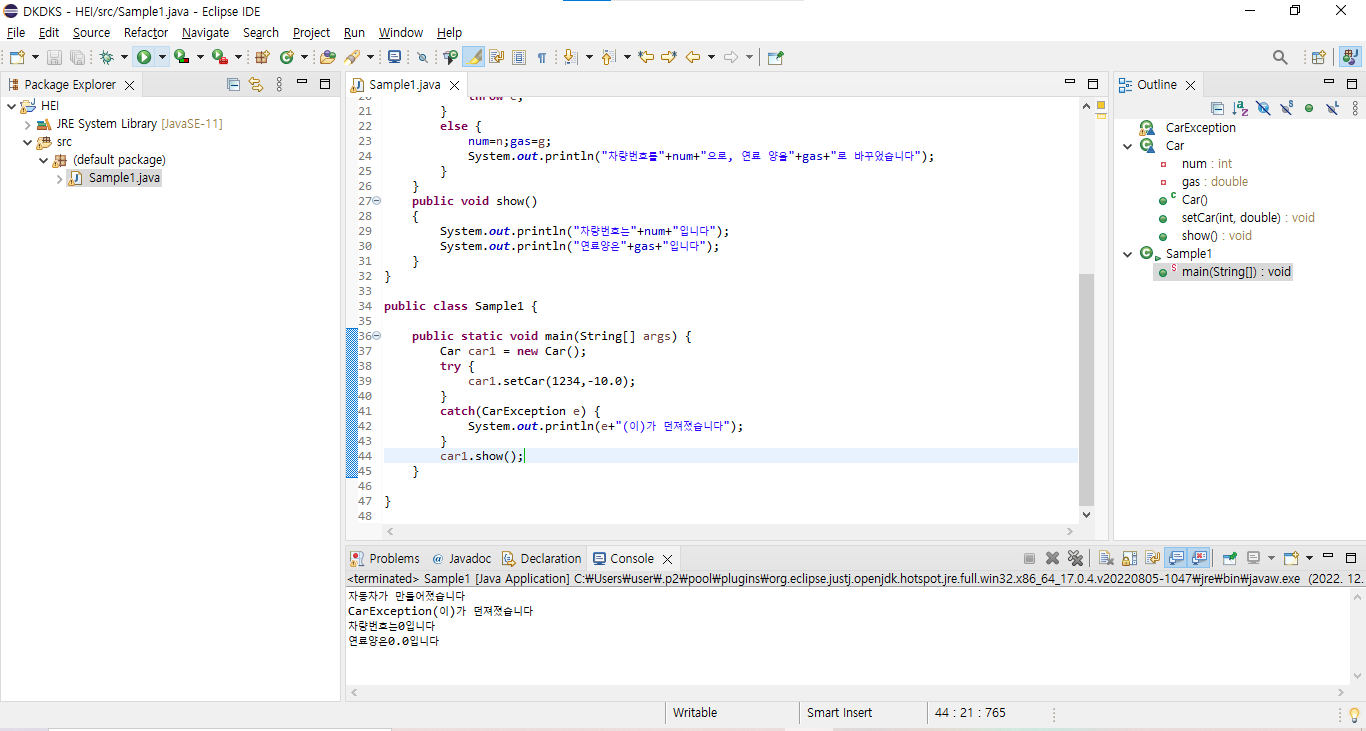 DKDKS - HEI/src/Sample1.java - Eclipse IDE
File Edit Source Refactor Navigate Search Project Run Window Help
Package Explorer
HEI
JRE System Library [JavaSE-11]
src
(default package)
Sample1.java
Sample1.java
20 throw e;
21 }
22 else {
23 num=n;gas=g;
24 System.out.println("차량번호를"+num+"으로, 연료 양을"+gas+"로 바꾸었습니다");
25 }
26 }
27 public void show()
28 {
29 System.out.println("차량번호는"+num+"입니다");
30 System.out.println("연료양은"+gas+"입니다");
31 }
32 }
33
34 public class Sample1 {
35
36 public static void main(String[] args) {
37 Car car1 = new Car();
38 try {
39 car1.setCar(1234,-10.0);
40 }
41 catch(CarException e) {
42 System.out.println(e+"(이)가 던져졌습니다");
43 }
44 car1.show();
45 }
46
47 }
48
Outline
CarException
Car
num : int
gas : double
Car()
setCar(int, double) : void
show() : void
Sample1
main(String[]) : void
Problems @ Javadoc Declaration Console
<terminated> Sample1 [Java Application] C:₩Users₩user₩.p2₩pool₩plugins₩org.eclipse.justj.openjdk.hotspot.jre.full.win32.x86_64_17.0.4.v20220805-1047₩jre₩bin₩javaw.exe (2022. 12.
자동차가 만들어졌습니다
CarException(이)가 던져졌습니다
차량번호는0입니다
연료양은0.0입니다
Writable Smart Insert 44 : 21 : 765